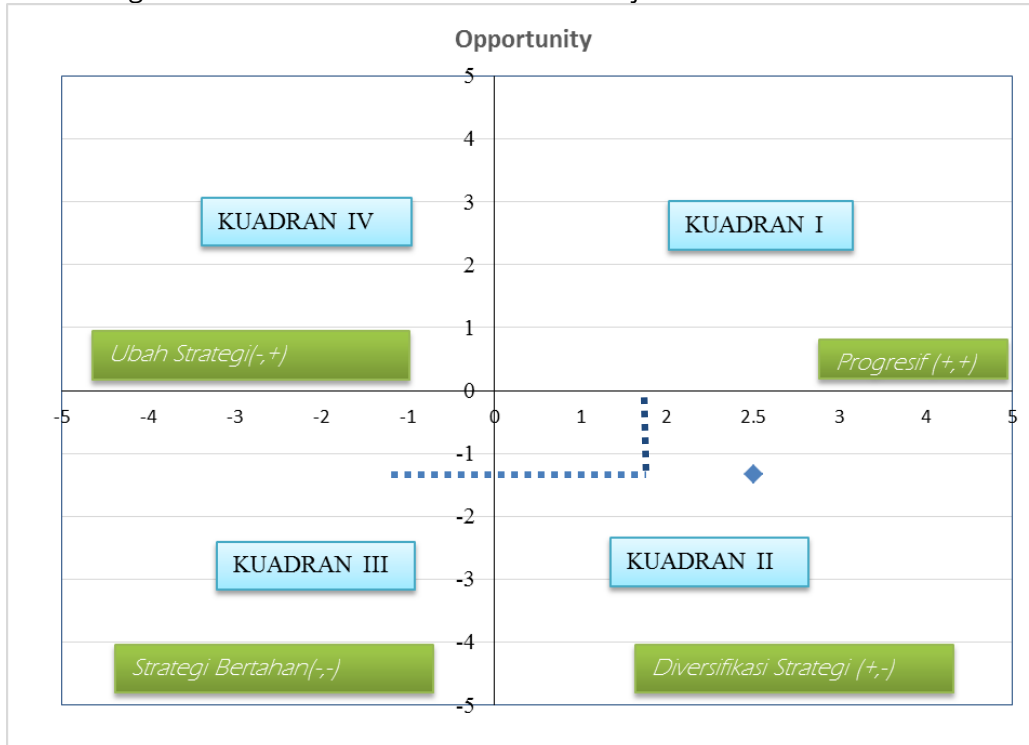 Opportunity
5
4
3
KUADRAN IV
KUADRAN I
2
1
Ubah Strategi(-,+)
Progresif (+,+)
0
-5 -4 -3 -2 -1 0 1 2 2.5 3 4 5
-1
-2
KUADRAN III
KUADRAN II
-3
-4
Strategi Bertahan(-,-)
Diversifikasi Strategi (+,-)
-5